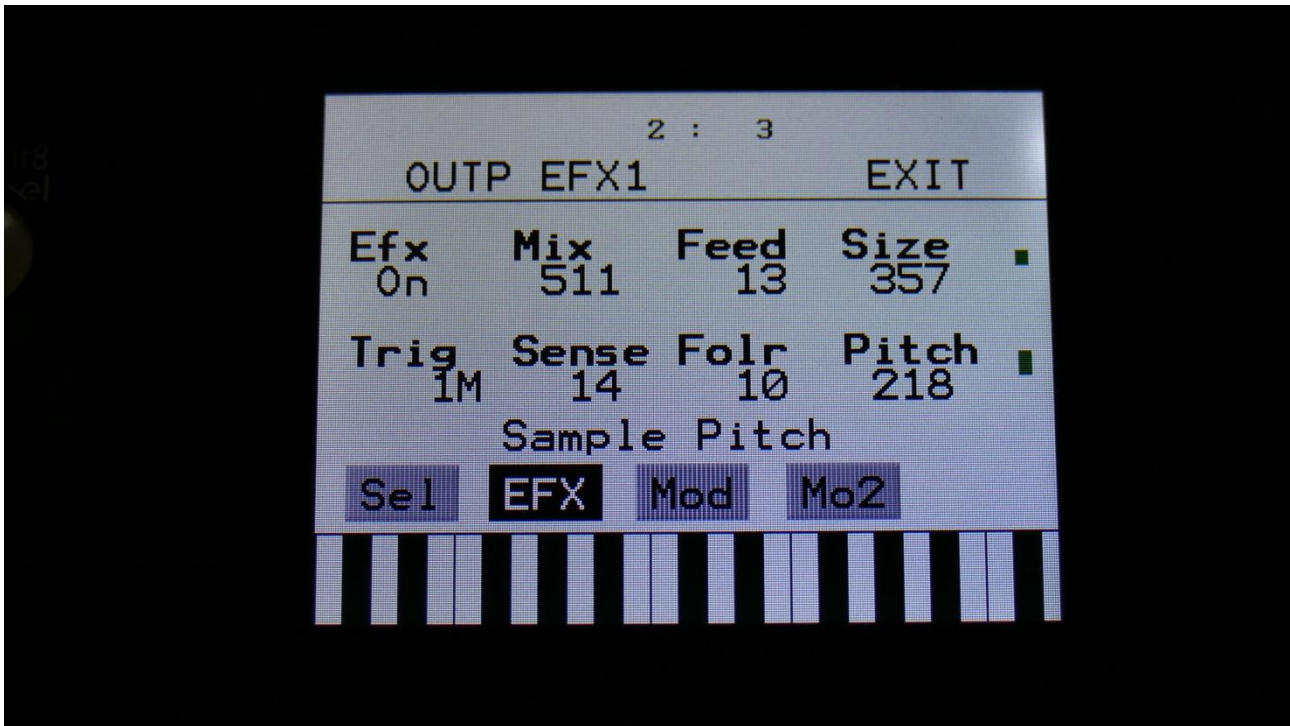 2 : 3
OUTP EFX1 EXIT
Efx Mix Feed Size
On 511 13 357
Trig Sense Folr Pitch
1M 14 10 218
Sample Pitch
Sel EFX Mod Mo2